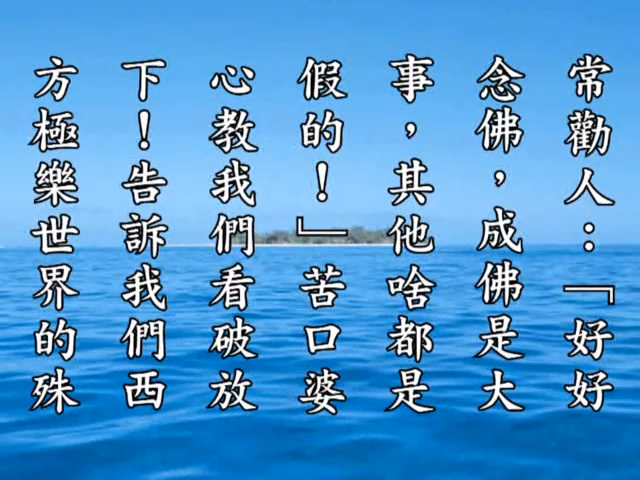 常勸人：「好好
念佛，成佛是大
事，其他啥都是
假的！」苦口婆
心教我們看破放
下！告訴我們西
方極樂世界的殊